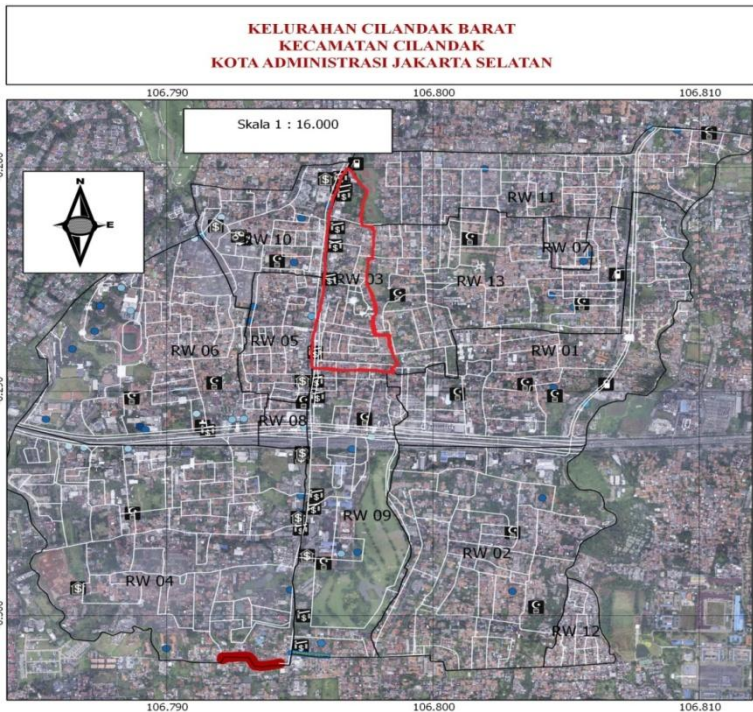 KELURAHAN CILANDAK BARAT
KECAMATAN CILANDAK
KOTA ADMINISTRASI JAKARTA SELATAN
106.790 106.800 106.810
Skala 1 : 16.000
N
E
RW 11
RW 10
RW 07
RW 03
RW 13
RW 06
RW 05
RW 01
RW 08
RW 09
RW 02
RW 04
RW 12
106.790 106.800 106.810